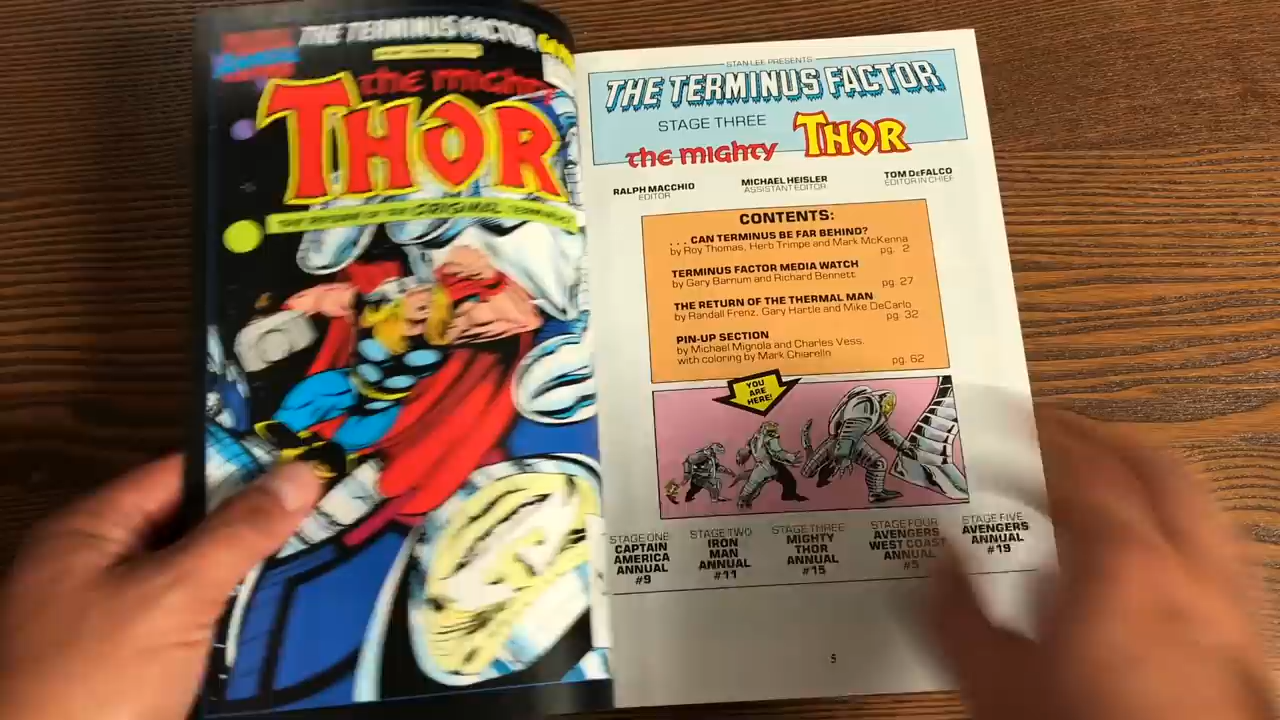 THE TERMINUS FACTOR
the mighty
THOR
STAN LEE PRESENTS
THE TERMINUS FACTOR
STAGE THREE
the mighty THOR
RALPH MACCHIO
EDITOR
MICHAEL HEISLER
ASSISTANT EDITOR
TOM DEFALCO
EDITOR IN CHIEF
CONTENTS:
. . . CAN TERMINUS BE FAR BEHIND?
by Roy Thomas, Herb Trimpe and Mark McKenna
pg. 2
TERMINUS FACTOR MEDIA WATCH
by Gary Barnum and Richard Bennett
pg. 27
THE RETURN OF THE THERMAL MAN
by Randall Frenz, Gary Hartle and Mike DeCarlo
pg. 32
PIN-UP SECTION
by Michael Mignola and Charles Vess,
with coloring by Mark Chiarello
pg. 62
YOU
ARE
HERE!
STAGE ONE
CAPTAIN
AMERICA
ANNUAL
#9
STAGE TWO
IRON
MAN
ANNUAL
#11
STAGE THREE
MIGHTY
THOR
ANNUAL
#15
STAGE FOUR
AVENGERS
WEST COAST
ANNUAL
#5
STAGE FIVE
AVENGERS
ANNUAL
#19
5